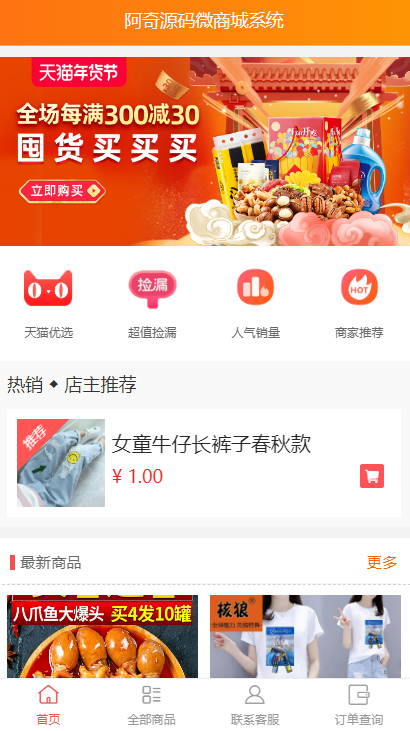 阿奇源码微商城系统
天猫年货节
全场每满300减30
囤货买买买
立即购买
捡漏
HOT
天猫优选
超值捡漏
人气销量
商家推荐
热销 ◆ 店主推荐
推荐
女童牛仔长裤子春秋款
¥ 1.00
最新商品
更多
八爪鱼大爆头 买4发10罐
核狼
首页
全部商品
联系客服
订单查询